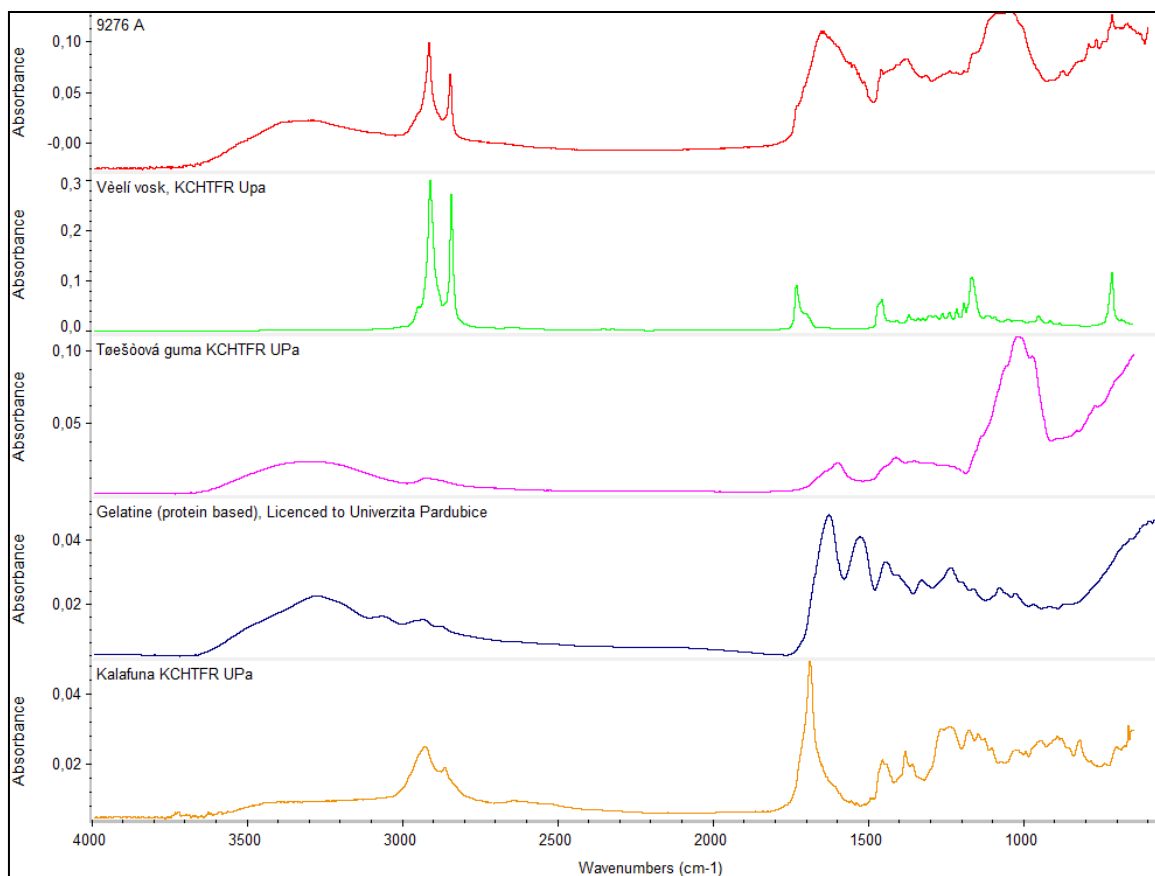 9276 A
Absorbance
0,10
0,05
-0,00
Vèelí vosk, KCHTFR Upa
Absorbance
0,3
0,2
0,1
0,0
Tøešòová guma KCHTFR UPa
Absorbance
0,10
0,05
Gelatine (protein based), Licenced to Univerzita Pardubice
Absorbance
0,04
0,02
Kalafuna KCHTFR UPa
Absorbance
0,04
0,02
4000 3500 3000 2500 2000 1500 1000
Wavenumbers (cm-1)